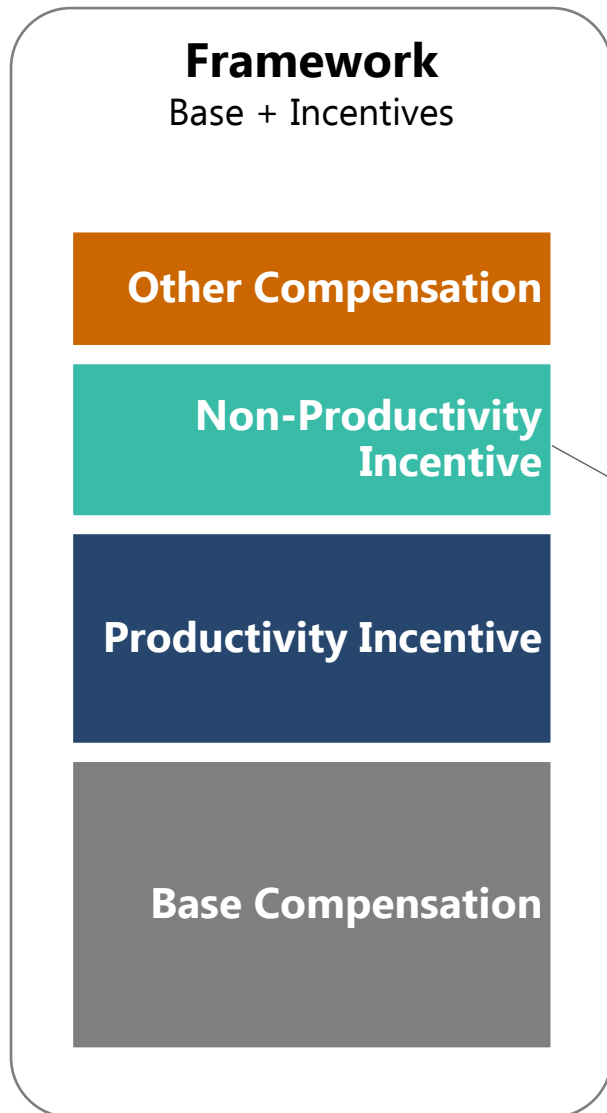 Framework
Base + Incentives
Other Compensation
Non-Productivity
Incentive
Productivity Incentive
Base Compensation